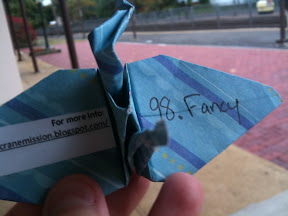 For more info:
cranemission.blogspot.com/
98. Fancy